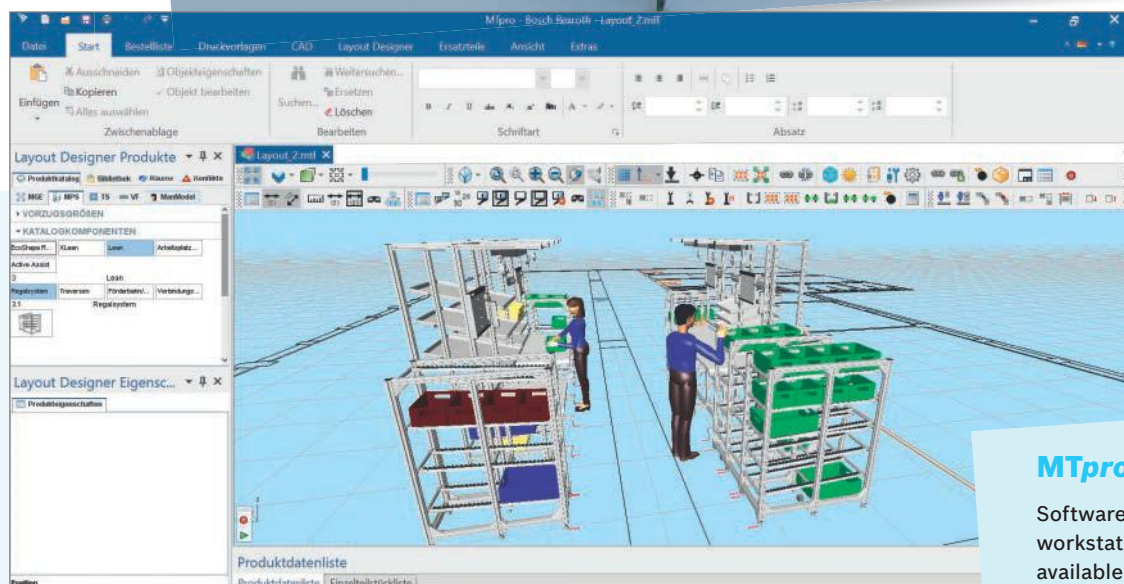 MTpro - Bosch Rexroth - Layout_2.mtl
Datei Start Bestellliste Druckvorlagen CAD Layout Designer Ersatzteile Ansicht Extras
Ausschneiden Objekteigenschaften Weitersuchen...
Einfügen Kopieren Objekt bearbeiten Suchen... Ersetzen
Alles auswählen Löschen
Zwischenablage Bearbeiten Schriftart Absatz
Layout Designer Produkte Layout_2.mtl
Produktkatalog Bibliothek Räume Konflikte
MGE MPS TS VF ManModel
VORZUGSGRÖßEN
KATALOGKOMPONENTEN
EcoShape R... XLean Lean Arbeitsplatz...
Active Assist
3 Lean
Regalsystem Traversen Förderbahn/... Verbindungs...
3.1 Regalsystem
Layout Designer Eigensc...
Produkteigenschaften
MTpro
Software
workstat
available
Produktdatenliste
Produktdatenliste Einzelteilstückliste
Position